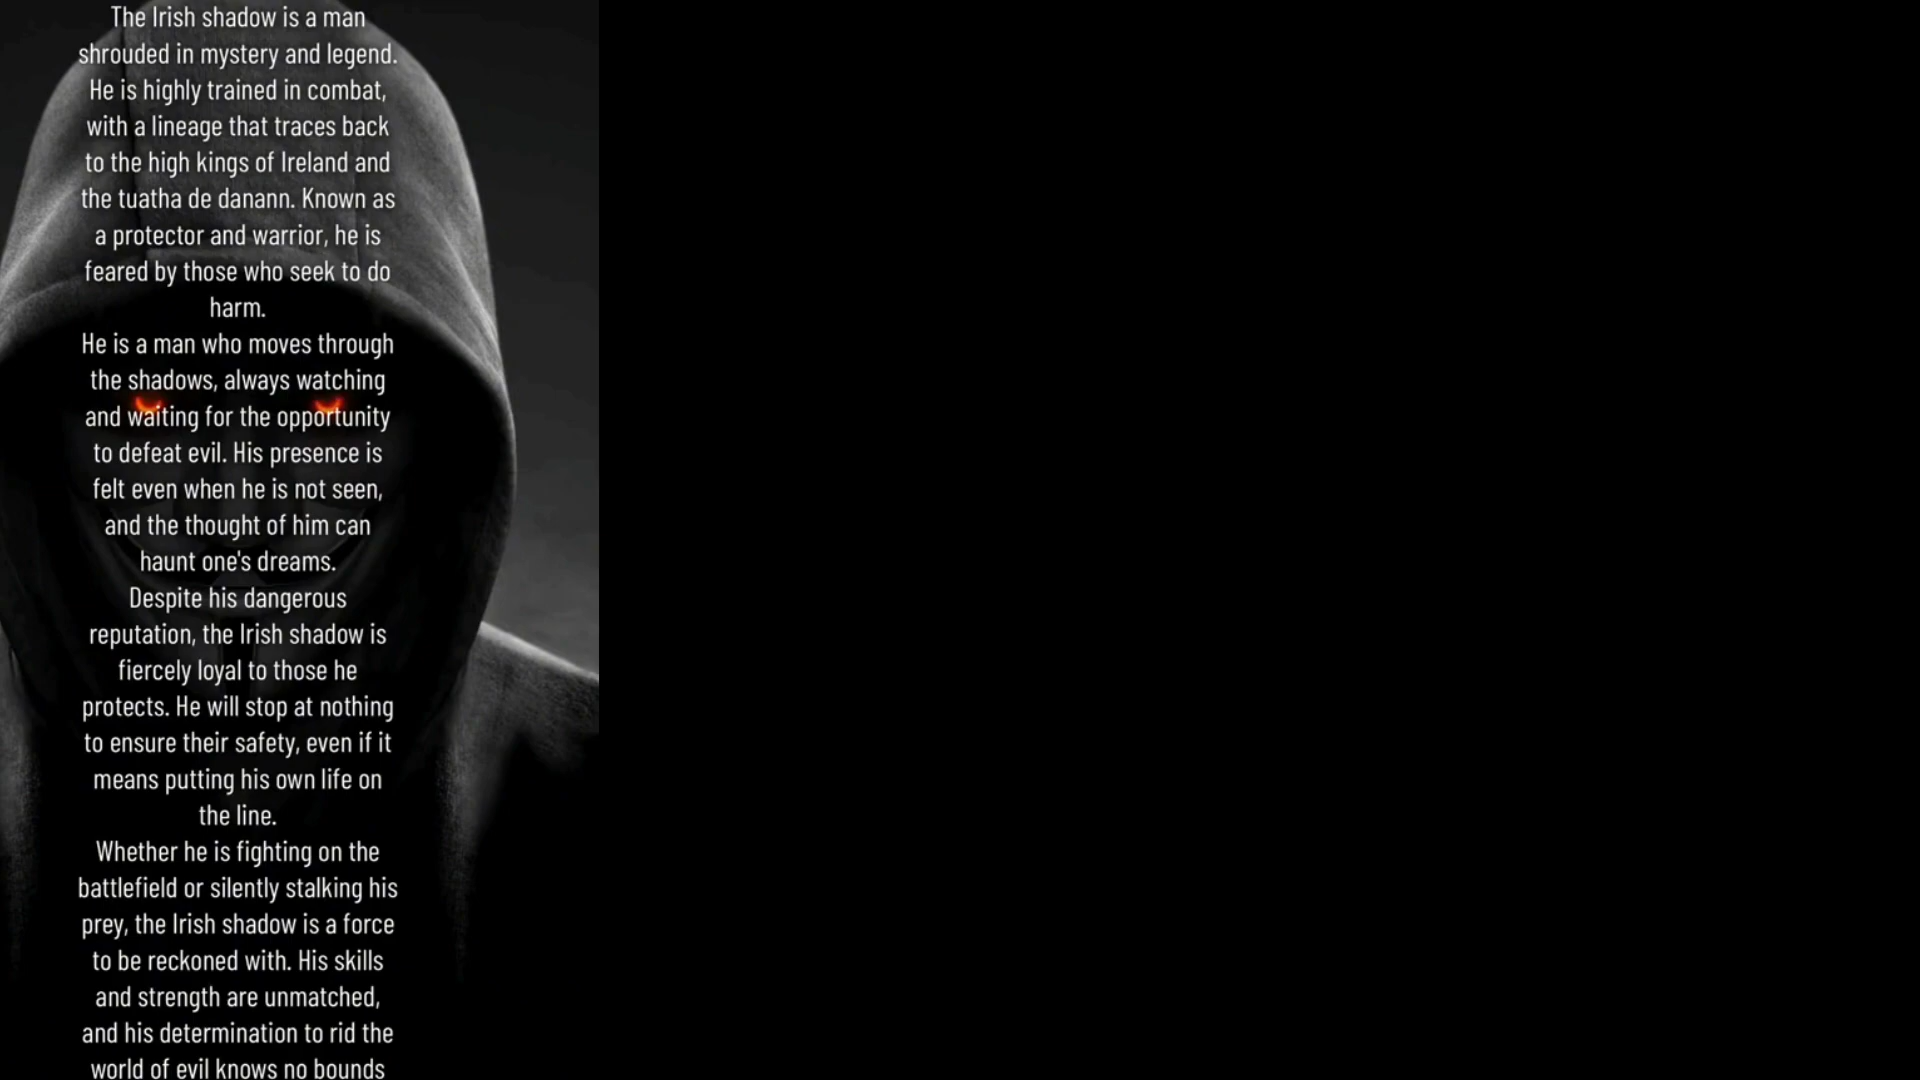 The Irish shadow is a man
shrouded in mystery and legend.
He is highly trained in combat,
with a lineage that traces back
to the high kings of Ireland and
the tuatha de danann. Known as
a protector and warrior, he is
feared by those who seek to do
harm.
He is a man who moves through
the shadows, always watching
and waiting for the opportunity
to defeat evil. His presence is
felt even when he is not seen,
and the thought of him can
haunt one's dreams.
Despite his dangerous
reputation, the Irish shadow is
fiercely loyal to those he
protects. He will stop at nothing
to ensure their safety, even if it
means putting his own life on
the line.
Whether he is fighting on the
battlefield or silently stalking his
prey, the Irish shadow is a force
to be reckoned with. His skills
and strength are unmatched,
and his determination to rid the
world of evil knows no bounds